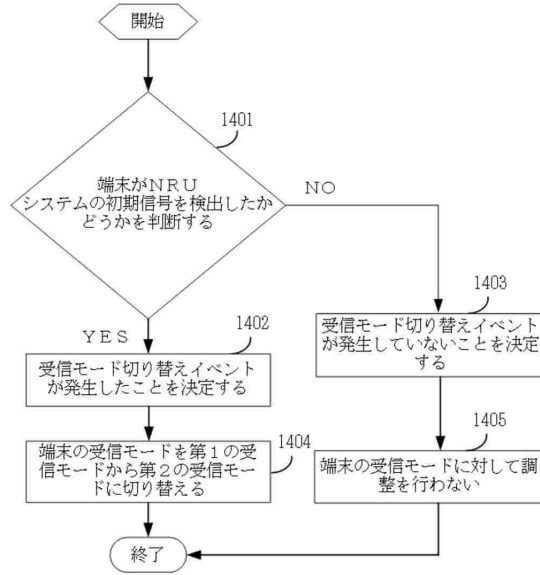 開始
1401
端末がNRU
システムの初期信号を検出したか
どうかを判断する
NO
YES
1402
受信モード切り替えイベント
が発生したことを決定する
1403
受信モード切り替えイベント
が発生していないことを決定
する
1404
端末の受信モードを第1の受
信モードから第2の受信モー
ドに切り替える
1405
端末の受信モードに対して調
整を行わない
終了